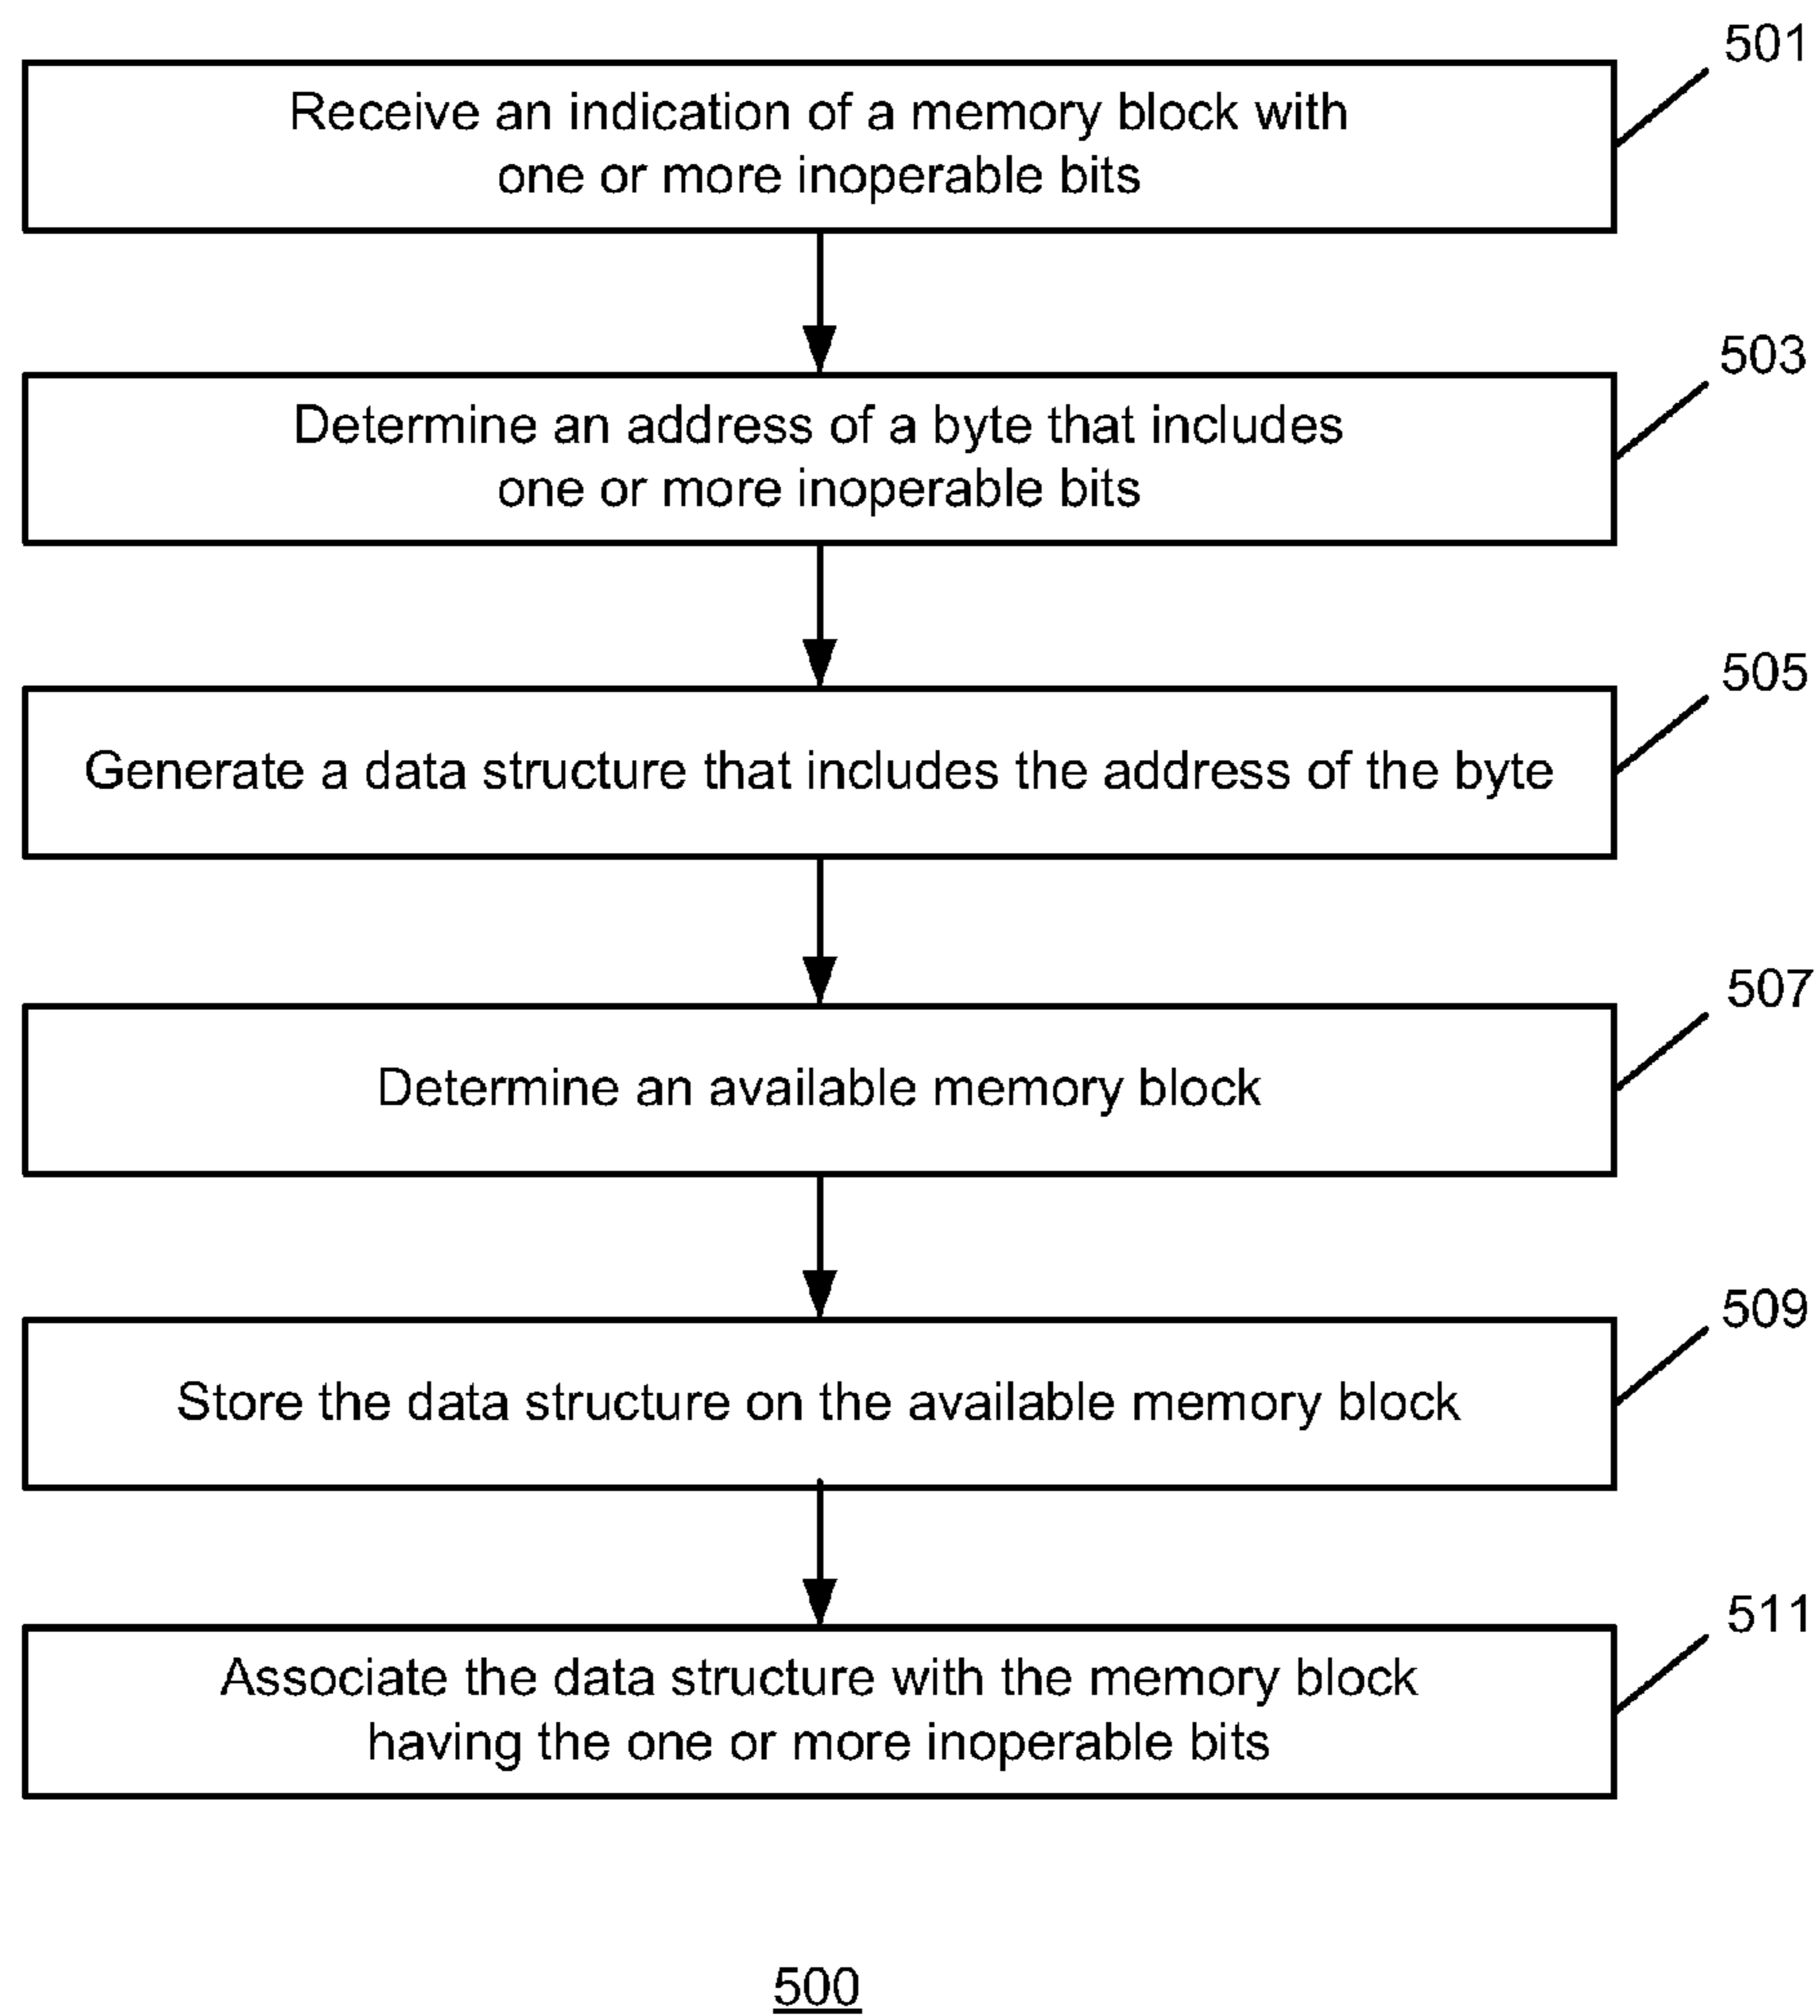 501
Receive an indication of a memory block with
one or more inoperable bits
503
Determine an address of a byte that includes
one or more inoperable bits
505
Generate a data structure that includes the address of the byte
507
Determine an available memory block
509
Store the data structure on the available memory block
511
Associate the data structure with the memory block
having the one or more inoperable bits
500